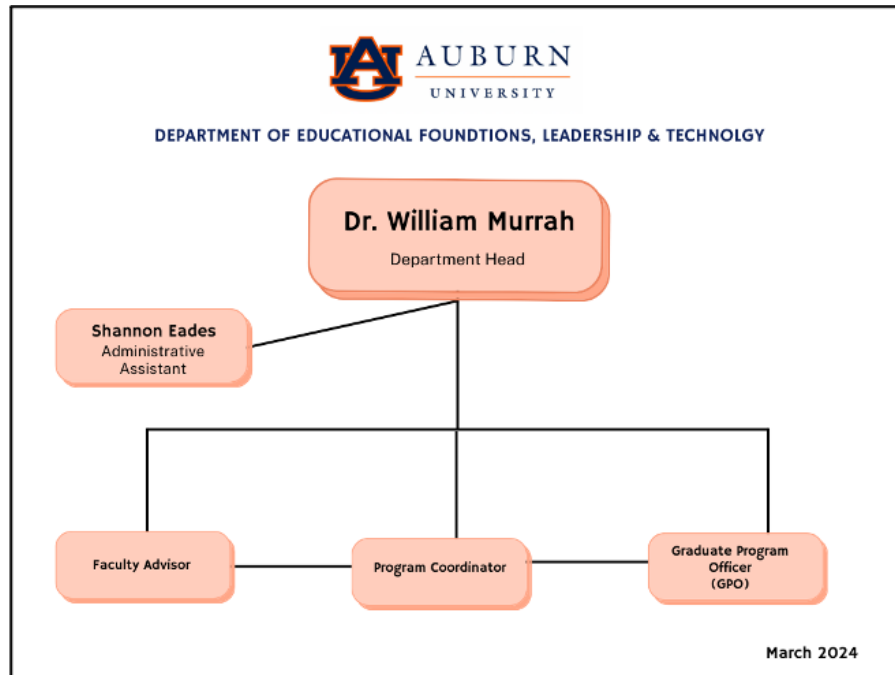 AUBURN
UNIVERSITY
DEPARTMENT OF EDUCATIONAL FOUNDTIONS, LEADERSHIP & TECHNOLGY
Dr. William Murrah
Department Head
Shannon Eades
Administrative
Assistant
Faculty Advisor
Program Coordinator
Graduate Program
Officer
(GPO)
March 2024